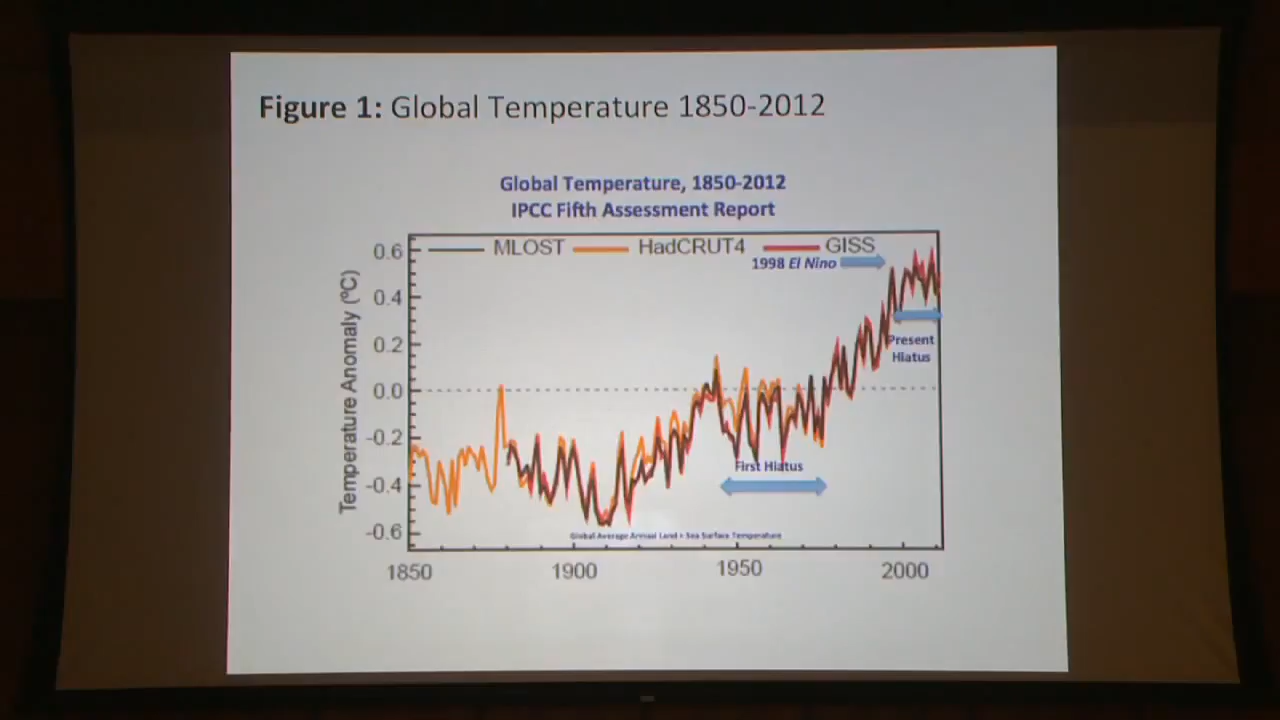 Figure 1: Global Temperature 1850-2012
Global Temperature, 1850-2012
IPCC Fifth Assessment Report
MLOST HadCRUT4 GISS
1998 El Nino
Temperature Anomaly (ºC)
0.6
0.4
0.2
0.0
-0.2
-0.4
-0.6
Present
Hiatus
First Hiatus
Global Average Annual Land + Sea Surface Temperature
1850 1900 1950 2000